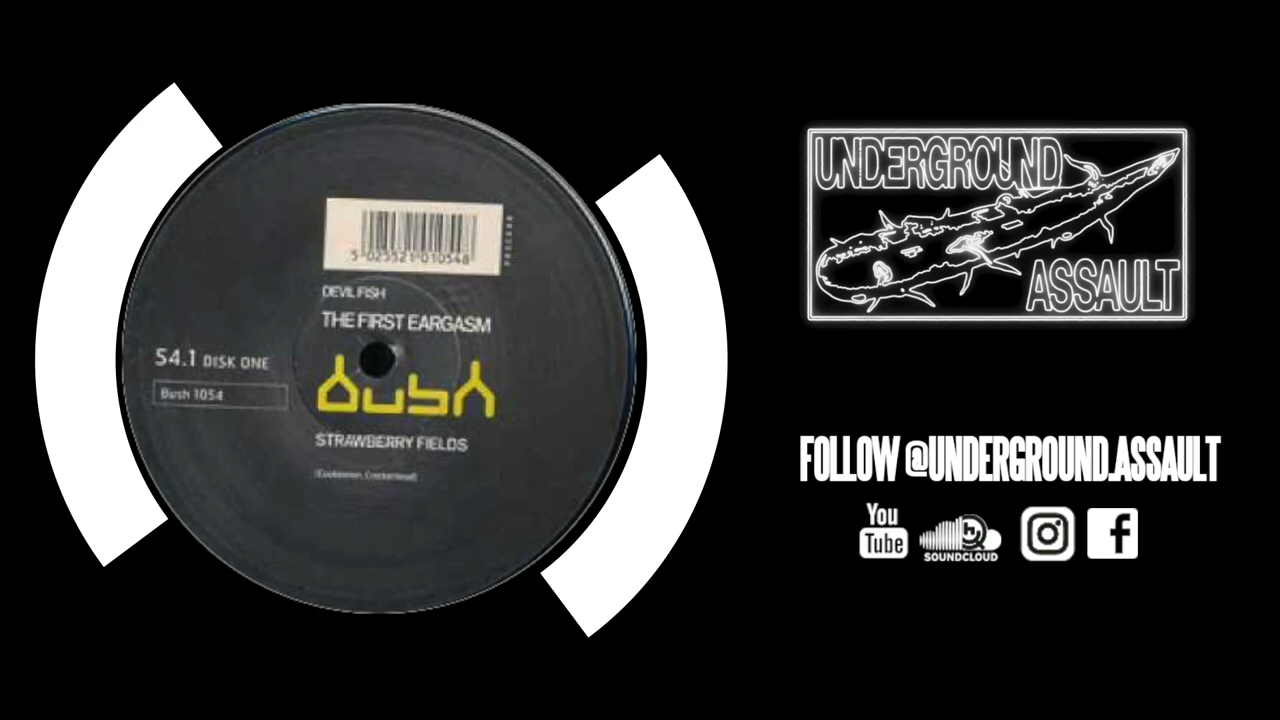 5 025521 010548
DEVIL FISH
THE FIRST EARGASM
54.1 DISK ONE
Bush 1054
bush
STRAWBERRY FIELDS
UNDERGROUND
ASSAULT
FOLLOW @UNDERGROUND.ASSAULT
You
Tube
SOUNDCLOUD